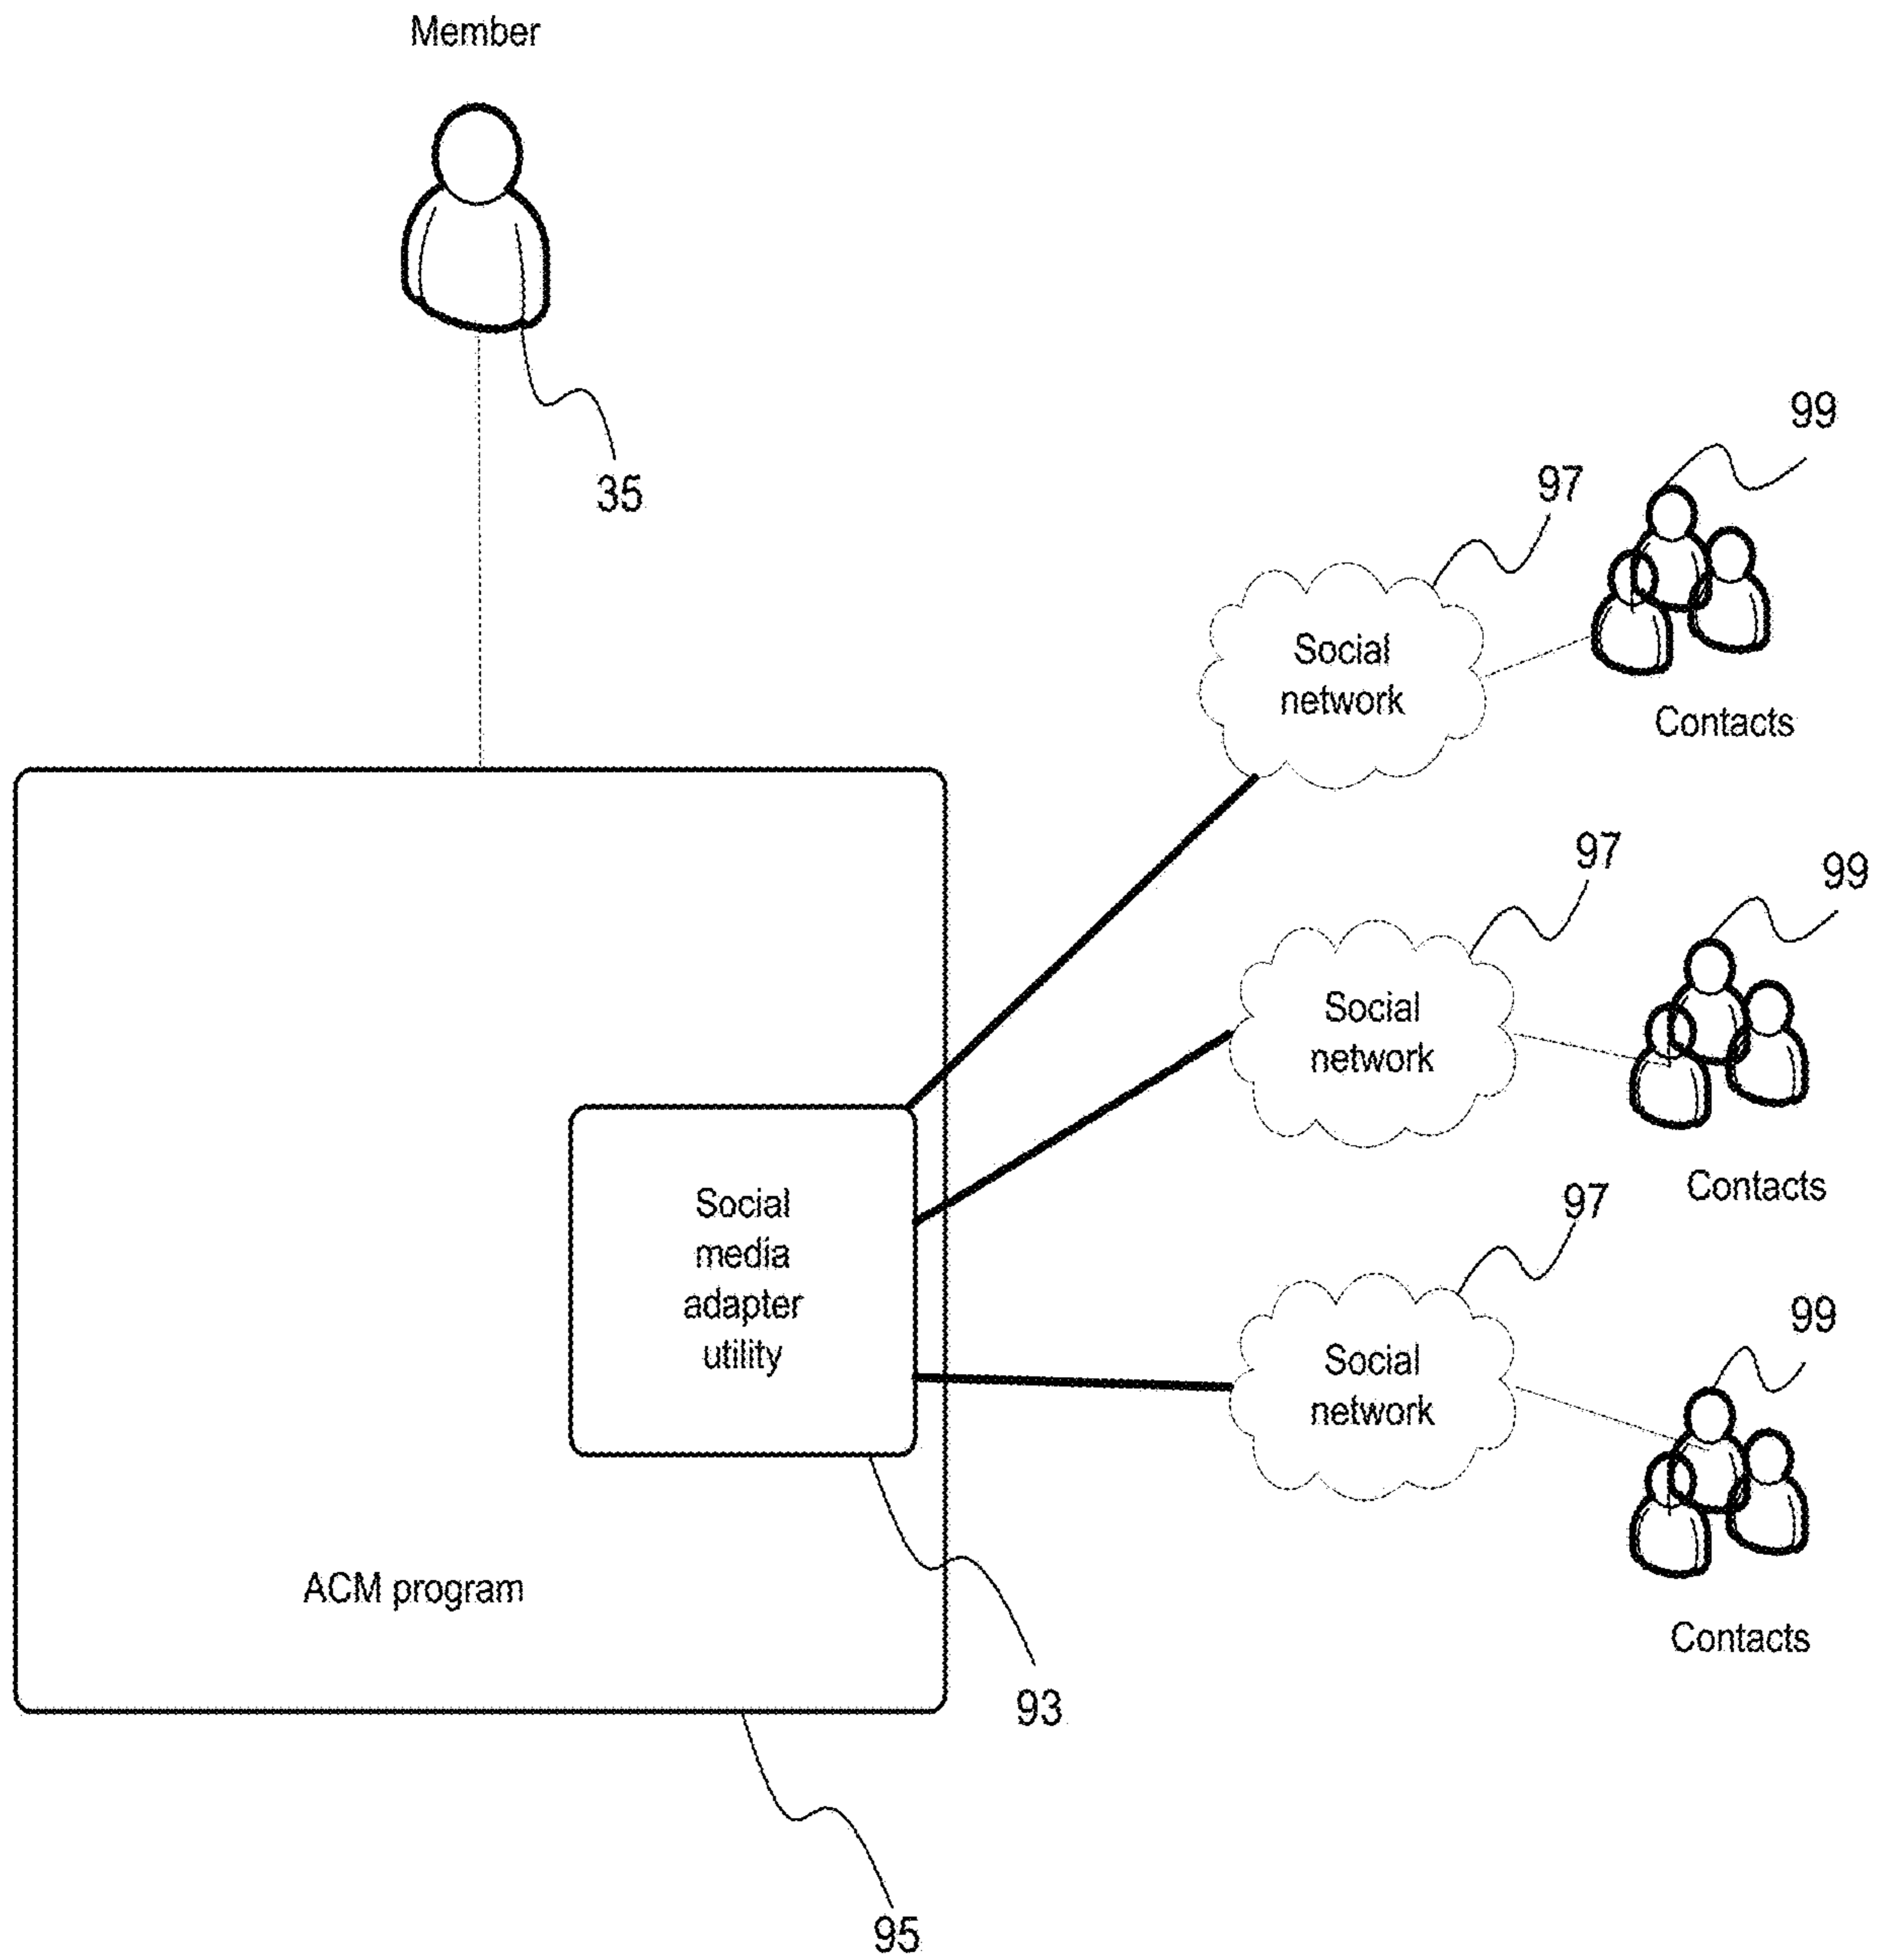 Member
35
99
97
Social
network
Contacts
97
99
Social
network
Contacts
97
Social
media
adapter
utility
99
Social
network
ACM program
Contacts
93
95